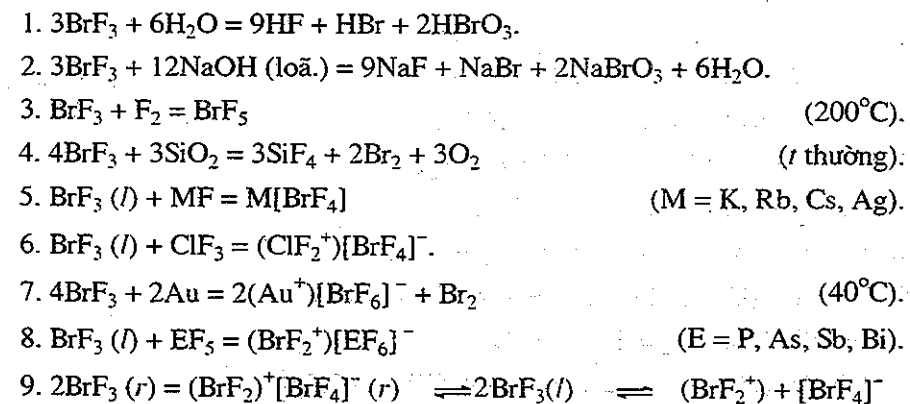 1. 3BrF₃ + 6H₂O = 9HF + HBr + 2HBrO₃.
2. 3BrF₃ + 12NaOH (loã.) = 9NaF + NaBr + 2NaBrO₃ + 6H₂O.
3. BrF₃ + F₂ = BrF₅ (200°C).
4. 4BrF₃ + 3SiO₂ = 3SiF₄ + 2Br₂ + 3O₂ (t thường).
5. BrF₃ (l) + MF = M[BrF₄] (M = K, Rb, Cs, Ag).
6. BrF₃ (l) + ClF₃ = (ClF₂⁺)[BrF₄]⁻.
7. 4BrF₃ + 2Au = 2(Au⁺)[BrF₆]⁻ + Br₂ (40°C).
8. BrF₃ (l) + EF₅ = (BrF₂⁺)[EF₆]⁻ (E = P, As, Sb, Bi).
9. 2BrF₃ (r) = (BrF₂)⁺[BrF₄]⁻ (r) ⇌ 2BrF₃(l) ⇌ (BrF₂⁺) + [BrF₄]⁻